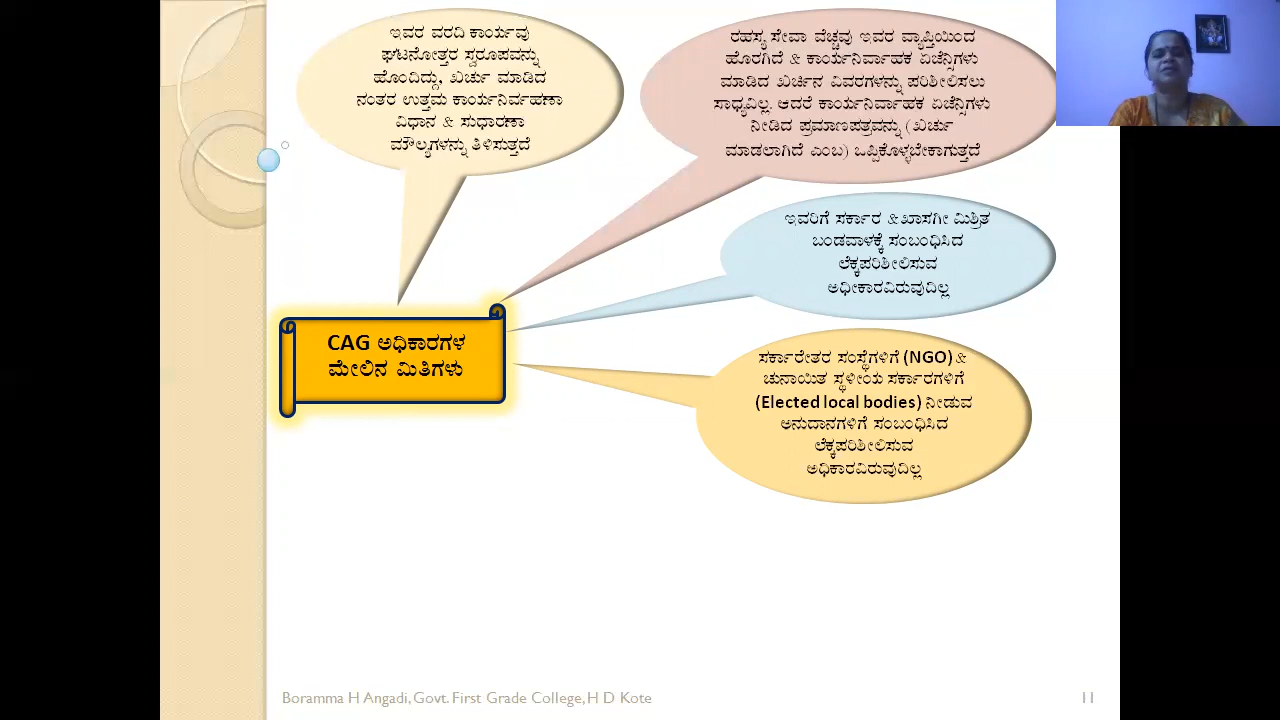 ಇವರ ವರದಿ ಕಾರ್ಯವು
ಘಟನೋತ್ತರ ಸ್ವರೂಪವನ್ನು
ಹೊಂದಿದ್ದು, ಖರ್ಚು ಮಾಡಿದ
ನಂತರ ಉತ್ತಮ ಕಾರ್ಯನಿರ್ವಹಣಾ
ವಿಧಾನ & ಸುಧಾರಣಾ
ಮೌಲ್ಯಗಳನ್ನು ತಿಳಿಸುತ್ತದೆ
ರಹಸ್ಯ ಸೇವಾ ವೆಚ್ಚವು ಇವರ ವ್ಯಾಪ್ತಿಯಿಂದ
ಹೊರಗಿದೆ & ಕಾರ್ಯನಿರ್ವಾಹಕ ಏಜೆನ್ಸಿಗಳು
ಮಾಡಿದ ಖರ್ಚಿನ ವಿವರಗಳನ್ನು ಪರಿಶೀಲಿಸಲು
ಸಾಧ್ಯವಿಲ್ಲ. ಆದರೆ ಕಾರ್ಯನಿರ್ವಾಹಕ ಏಜೆನ್ಸಿಗಳು
ನೀಡಿದ ಪ್ರಮಾಣಪತ್ರವನ್ನು (ಖರ್ಚು
ಮಾಡಲಾಗಿದೆ ಎಂಬ) ಒಪ್ಪಿಕೊಳ್ಳಬೇಕಾಗುತ್ತದೆ
ಇವರಿಗೆ ಸರ್ಕಾರ &ಖಾಸಗೀ ಮಿಶ್ರಿತ
ಬಂಡವಾಳಕ್ಕೆ ಸಂಬಂಧಿಸಿದ
ಲೆಕ್ಕಪರಿಶೀಲಿಸುವ
ಅಧೀಕಾರವಿರುವುದಿಲ್ಲ
CAG ಅಧಿಕಾರಗಳ
ಮೇಲಿನ ಮಿತಿಗಳು
ಸರ್ಕಾರೇತರ ಸಂಸ್ಥೆಗಳಿಗೆ (NGO) &
ಚುನಾಯಿತ ಸ್ಥಳೀಯ ಸರ್ಕಾರಗಳಿಗೆ
(Elected local bodies) ನೀಡುವ
ಅನುದಾನಗಳಿಗೆ ಸಂಬಂಧಿಸಿದ
ಲೆಕ್ಕಪರಿಶೀಲಿಸುವ
ಅಧಿಕಾರವಿರುವುದಿಲ್ಲ
Boramma H Angadi, Govt. First Grade College, H D Kote
11